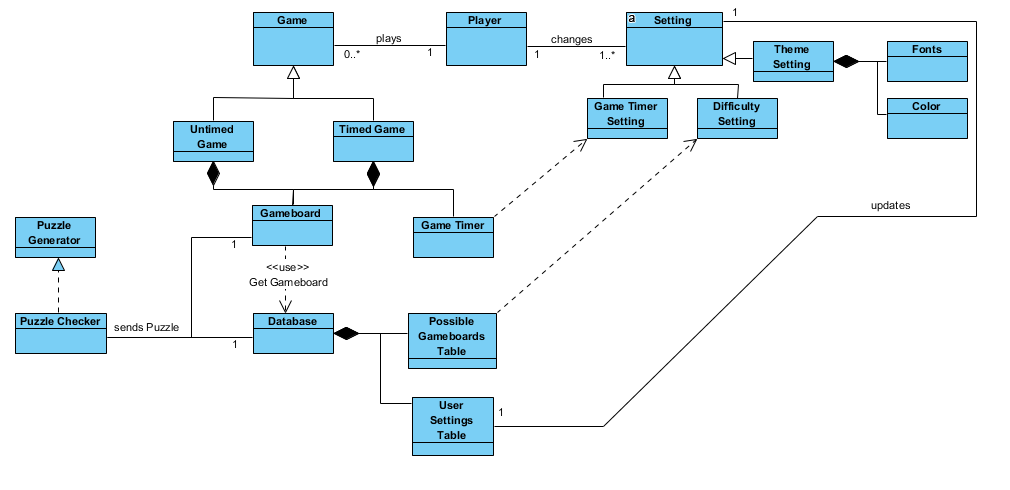 Game
Player
a
Setting
1
plays
0..*
1
changes
1
1..*
Theme
Setting
Fonts
Color
Untimed
Game
Timed Game
Game Timer
Setting
Difficulty
Setting
Gameboard
Game Timer
updates
Puzzle
Generator
1
<<use>>
Get Gameboard
Puzzle Checker
sends Puzzle
1
Database
Possible
Gameboards
Table
User
Settings
Table
1